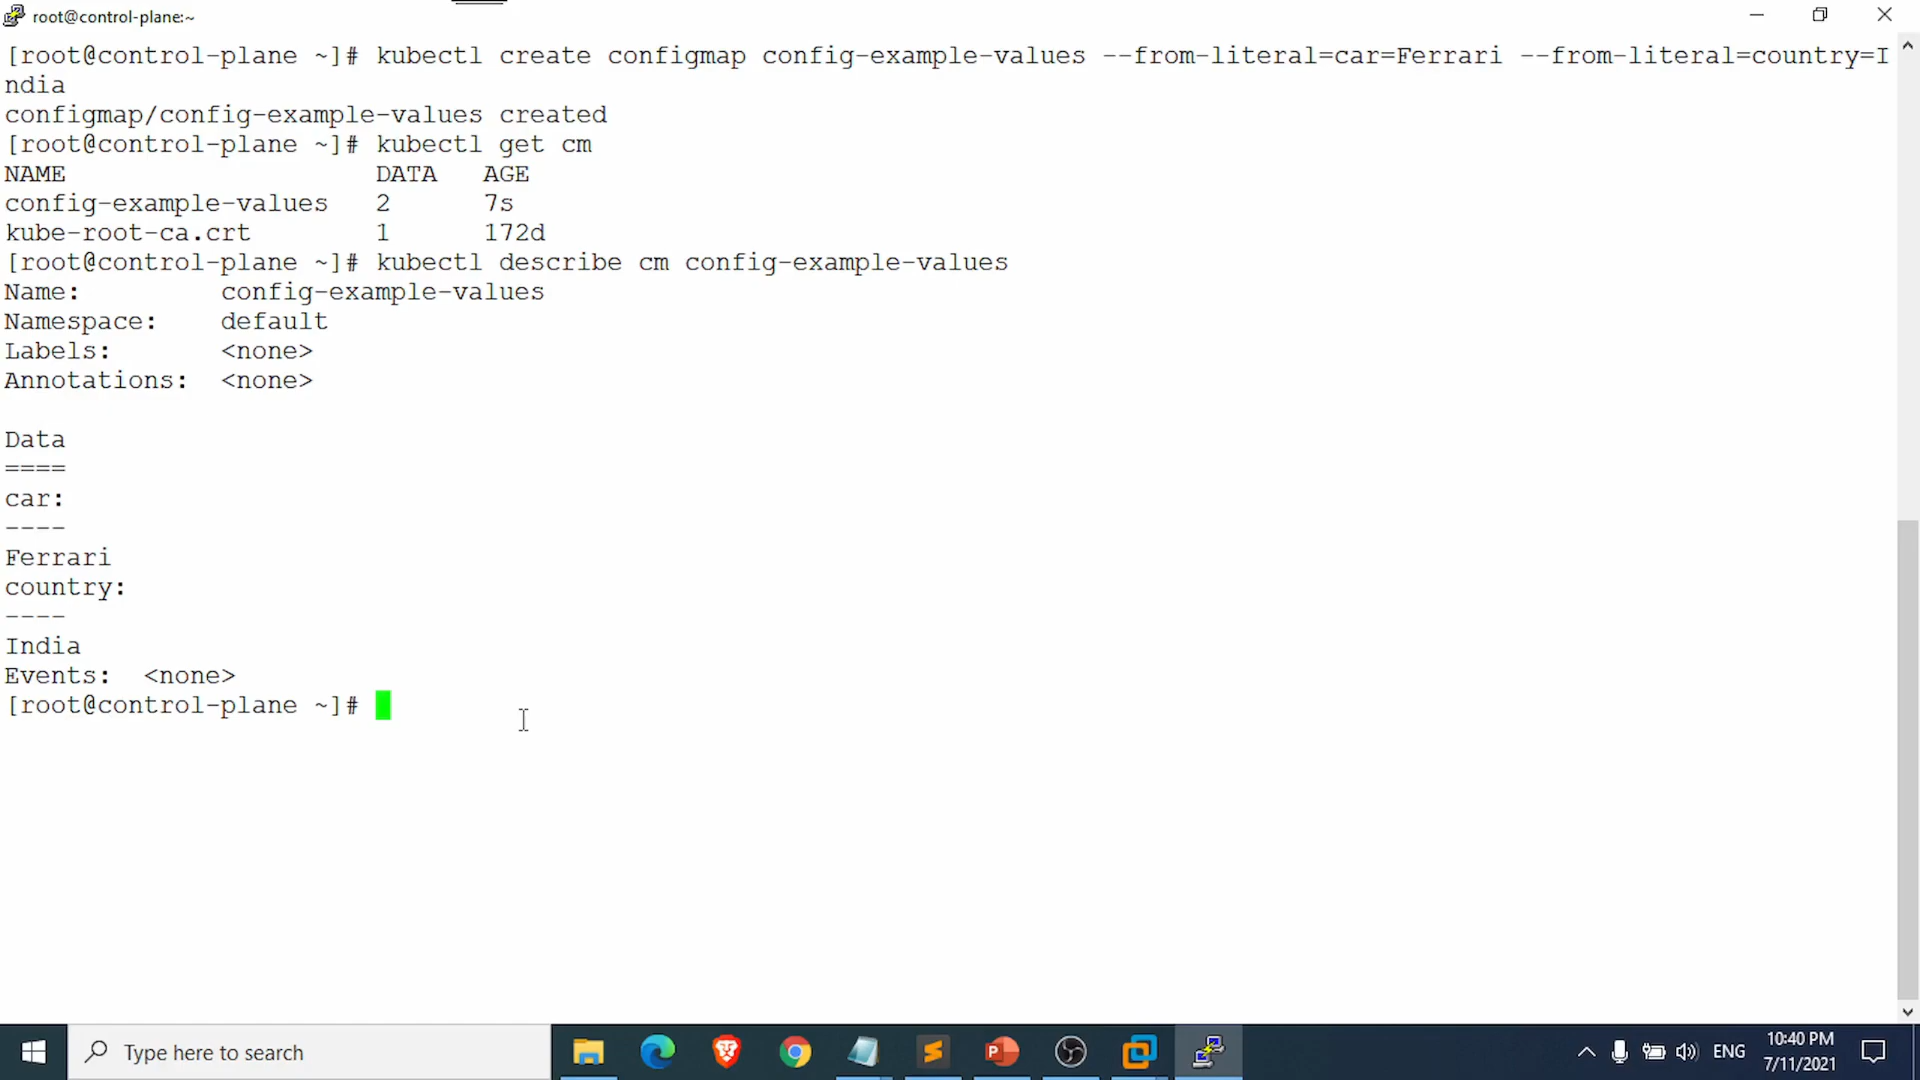 root@control-plane:~
[root@control-plane ~]# kubectl create configmap config-example-values --from-literal=car=Ferrari --from-literal=country=I
ndia
configmap/config-example-values created
[root@control-plane ~]# kubectl get cm
NAME                    DATA   AGE
config-example-values   2      7s
kube-root-ca.crt        1      172d
[root@control-plane ~]# kubectl describe cm config-example-values
Name:         config-example-values
Namespace:    default
Labels:       <none>
Annotations:  <none>
Data
====
car:
----
Ferrari
country:
----
India
Events:  <none>
[root@control-plane ~]#
Type here to search
ENG
10:40 PM
7/11/2021